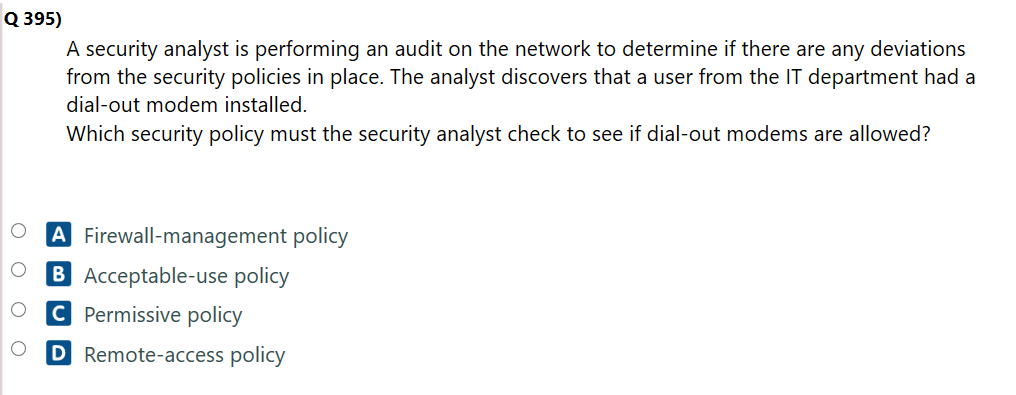 Q 395)
A security analyst is performing an audit on the network to determine if there are any deviations
from the security policies in place. The analyst discovers that a user from the IT department had a
dial-out modem installed.
Which security policy must the security analyst check to see if dial-out modems are allowed?
A Firewall-management policy
B Acceptable-use policy
C Permissive policy
D Remote-access policy